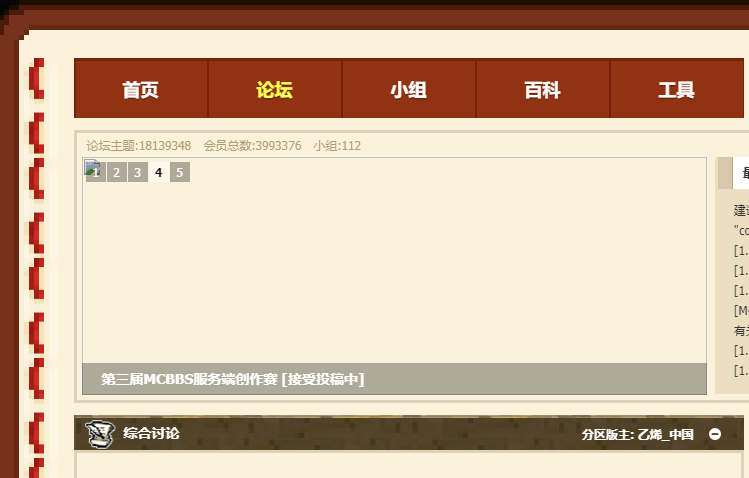 首页 论坛 小组 百科 工具
论坛主题:18139348 会员总数:3993376 小组:112
1 2 3 4 5
建
"co
[1.
[1.
[1.
[M
有
[1.
[1.
第三届MCBBS服务端创作赛 [接受投稿中]
综合讨论 分区版主: 乙烯_中国